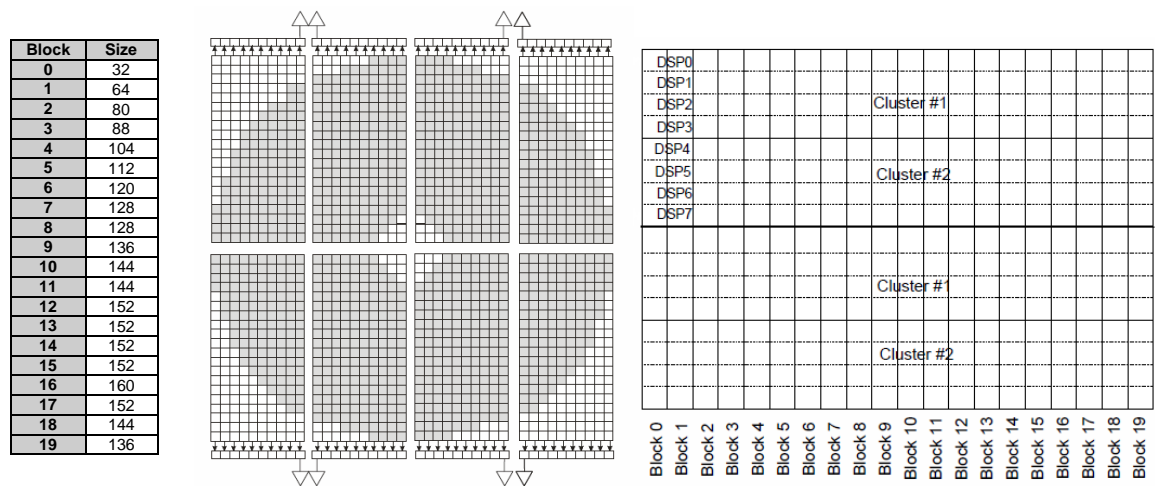 Block Size
0 32
1 64
2 80
3 88
4 104
5 112
6 120
7 128
8 128
9 136
10 144
11 144
12 152
13 152
14 152
15 152
16 160
17 152
18 144
19 136
DSP0
DSP1
DSP2
DSP3
DSP4
DSP5
DSP6
DSP7
Cluster #1
Cluster #2
Cluster #1
Cluster #2
Block 0
Block 1
Block 2
Block 3
Block 4
Block 5
Block 6
Block 7
Block 8
Block 9
Block 10
Block 11
Block 12
Block 13
Block 14
Block 15
Block 16
Block 17
Block 18
Block 19